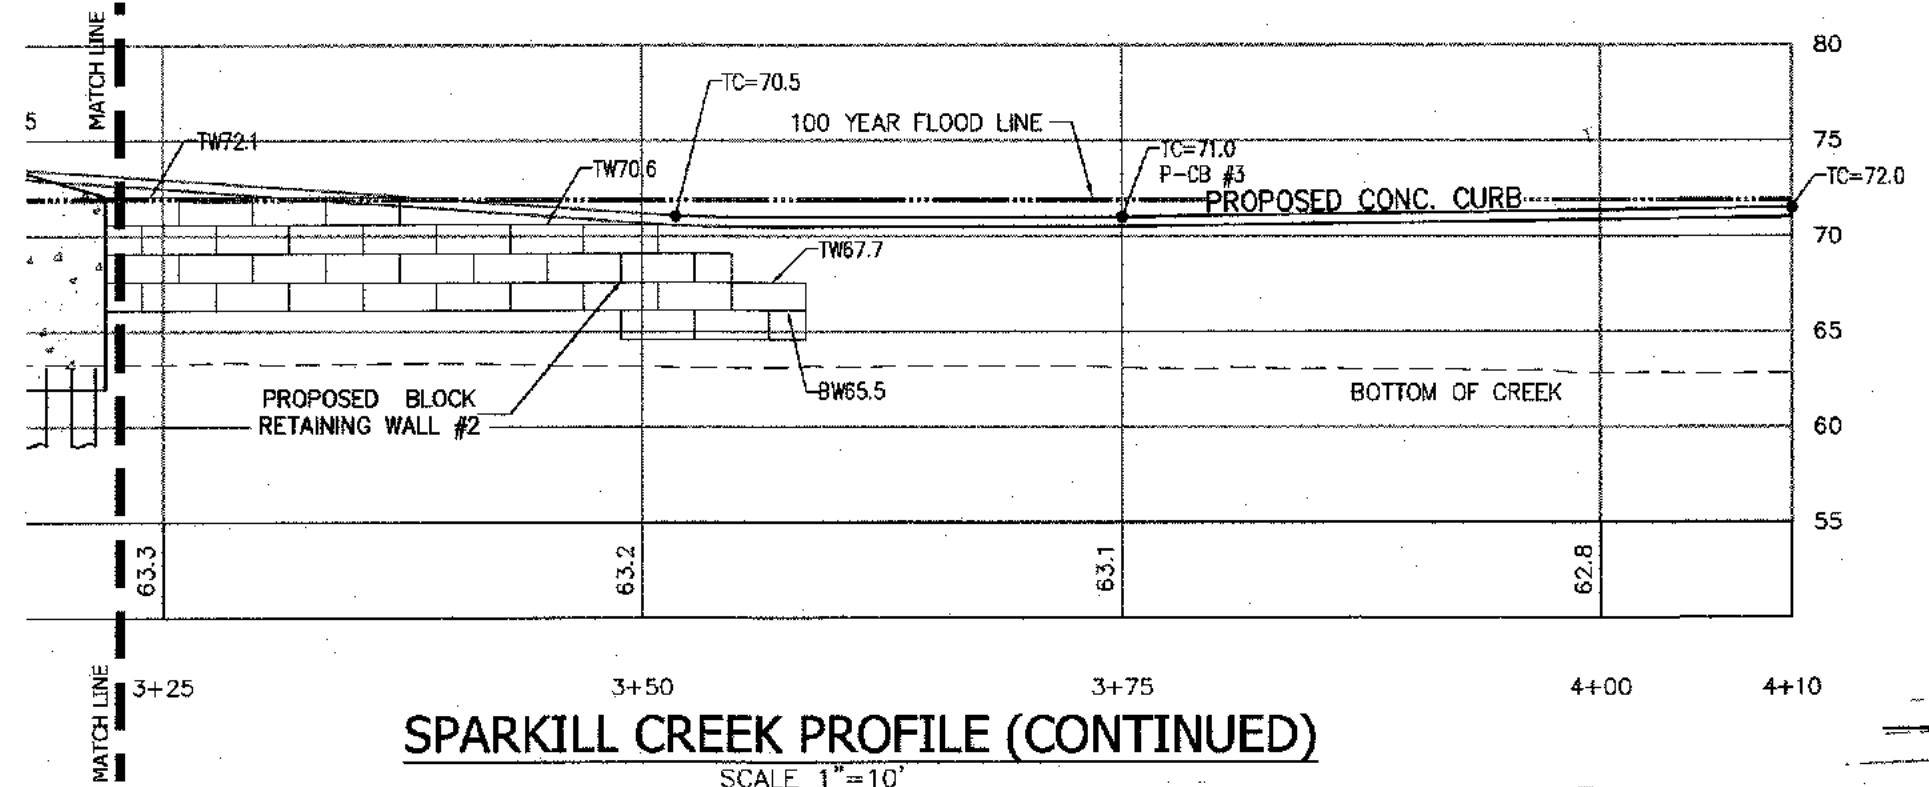 MATCH LINE
80
TC=70.5
5
100 YEAR FLOOD LINE
75
TW72.1
TC=71.0
TW70.6
P-CB #3
TC=72.0
PROPOSED CONC. CURB
70
TW67.7
65
BW65.5
BOTTOM OF CREEK
PROPOSED BLOCK
RETAINING WALL #2
60
55
63.3
63.2
63.1
62.8
MATCH LINE
3+25
3+50
3+75
4+00
4+10
SPARKILL CREEK PROFILE (CONTINUED)
SCALE 1"=10'